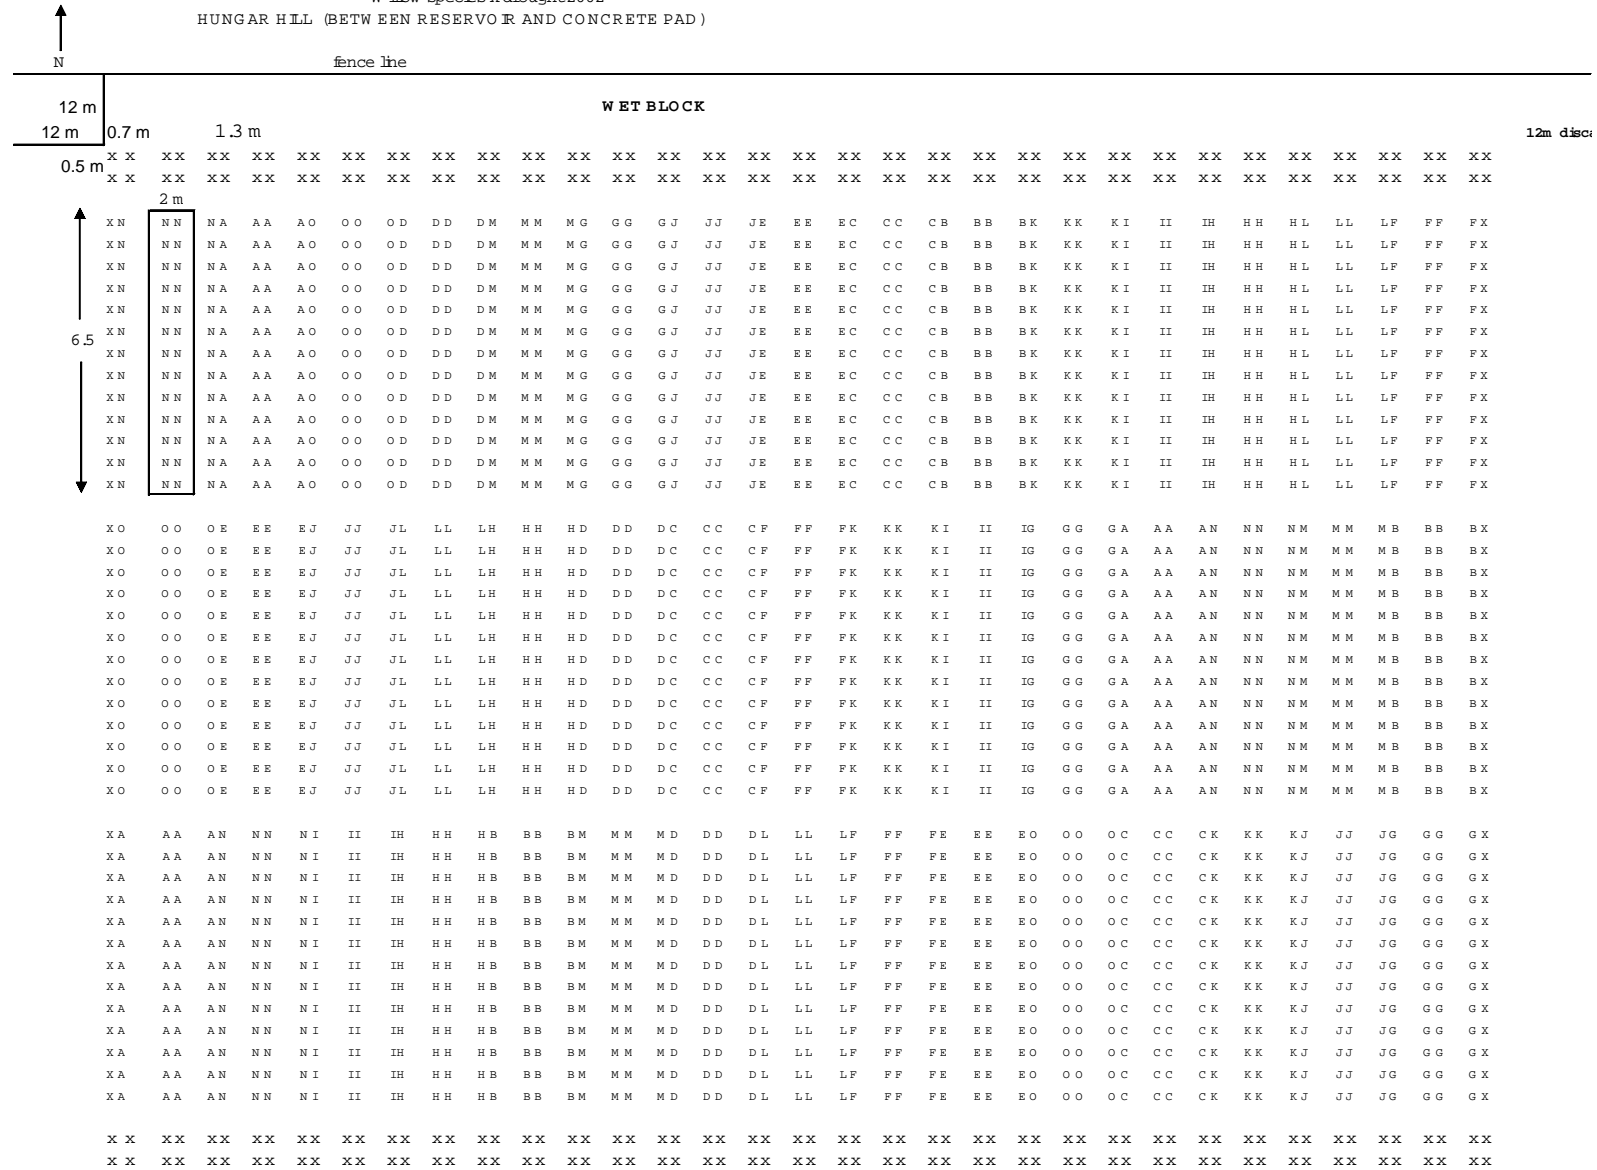 Species 2002
HUNGAR HILL (BETWEEN RESERVOIR AND CONCRETE PAD)
N fence line
12 m WET BLOCK
12 m 0.7 m 1.3 m 12m
XX XX XX XX XX XX XX XX XX XX XX XX XX XX XX XX XX XX XX XX XX XX XX XX XX XX XX XX XX XX XX
0.5 m
XX XX XX XX XX XX XX XX XX XX XX XX XX XX XX XX XX XX XX XX XX XX XX XX XX XX XX XX XX XX XX
2 m
XN NN NA AA AO OO OD DD DM MM MG GG GJ JJ JE EE EC CC CB BB BK KK KI II IH HH HL LL LF FF FX
XN NN NA AA AO OO OD DD DM MM MG GG GJ JJ JE EE EC CC CB BB BK KK KI II IH HH HL LL LF FF FX
XN NN NA AA AO OO OD DD DM MM MG GG GJ JJ JE EE EC CC CB BB BK KK KI II IH HH HL LL LF FF FX
XN NN NA AA AO OO OD DD DM MM MG GG GJ JJ JE EE EC CC CB BB BK KK KI II IH HH HL LL LF FF FX
XN NN NA AA AO OO OD DD DM MM MG GG GJ JJ JE EE EC CC CB BB BK KK KI II IH HH HL LL LF FF FX
XN NN NA AA AO OO OD DD DM MM MG GG GJ JJ JE EE EC CC CB BB BK KK KI II IH HH HL LL LF FF FX
6.5
XN NN NA AA AO OO OD DD DM MM MG GG GJ JJ JE EE EC CC CB BB BK KK KI II IH HH HL LL LF FF FX
XN NN NA AA AO OO OD DD DM MM MG GG GJ JJ JE EE EC CC CB BB BK KK KI II IH HH HL LL LF FF FX
XN NN NA AA AO OO OD DD DM MM MG GG GJ JJ JE EE EC CC CB BB BK KK KI II IH HH HL LL LF FF FX
XN NN NA AA AO OO OD DD DM MM MG GG GJ JJ JE EE EC CC CB BB BK KK KI II IH HH HL LL LF FF FX
XN NN NA AA AO OO OD DD DM MM MG GG GJ JJ JE EE EC CC CB BB BK KK KI II IH HH HL LL LF FF FX
XN NN NA AA AO OO OD DD DM MM MG GG GJ JJ JE EE EC CC CB BB BK KK KI II IH HH HL LL LF FF FX
XN NN NA AA AO OO OD DD DM MM MG GG GJ JJ JE EE EC CC CB BB BK KK KI II IH HH HL LL LF FF FX
XO OO OE EE EJ JJ JL LL LH HH HD DD DC CC CF FF FK KK KI II IG GG GA AA AN NN NM MM MB BB BX
XO OO OE EE EJ JJ JL LL LH HH HD DD DC CC CF FF FK KK KI II IG GG GA AA AN NN NM MM MB BB BX
XO OO OE EE EJ JJ JL LL LH HH HD DD DC CC CF FF FK KK KI II IG GG GA AA AN NN NM MM MB BB BX
XO OO OE EE EJ JJ JL LL LH HH HD DD DC CC CF FF FK KK KI II IG GG GA AA AN NN NM MM MB BB BX
XO OO OE EE EJ JJ JL LL LH HH HD DD DC CC CF FF FK KK KI II IG GG GA AA AN NN NM MM MB BB BX
XO OO OE EE EJ JJ JL LL LH HH HD DD DC CC CF FF FK KK KI II IG GG GA AA AN NN NM MM MB BB BX
XO OO OE EE EJ JJ JL LL LH HH HD DD DC CC CF FF FK KK KI II IG GG GA AA AN NN NM MM MB BB BX
XO OO OE EE EJ JJ JL LL LH HH HD DD DC CC CF FF FK KK KI II IG GG GA AA AN NN NM MM MB BB BX
XO OO OE EE EJ JJ JL LL LH HH HD DD DC CC CF FF FK KK KI II IG GG GA AA AN NN NM MM MB BB BX
XO OO OE EE EJ JJ JL LL LH HH HD DD DC CC CF FF FK KK KI II IG GG GA AA AN NN NM MM MB BB BX
XO OO OE EE EJ JJ JL LL LH HH HD DD DC CC CF FF FK KK KI II IG GG GA AA AN NN NM MM MB BB BX
XO OO OE EE EJ JJ JL LL LH HH HD DD DC CC CF FF FK KK KI II IG GG GA AA AN NN NM MM MB BB BX
XO OO OE EE EJ JJ JL LL LH HH HD DD DC CC CF FF FK KK KI II IG GG GA AA AN NN NM MM MB BB BX
XA AA AN NN NI II IH HH HB BB BM MM MD DD DL LL LF FF FE EE EO OO OC CC CK KK KJ JJ JG GG GX
XA AA AN NN NI II IH HH HB BB BM MM MD DD DL LL LF FF FE EE EO OO OC CC CK KK KJ JJ JG GG GX
XA AA AN NN NI II IH HH HB BB BM MM MD DD DL LL LF FF FE EE EO OO OC CC CK KK KJ JJ JG GG GX
XA AA AN NN NI II IH HH HB BB BM MM MD DD DL LL LF FF FE EE EO OO OC CC CK KK KJ JJ JG GG GX
XA AA AN NN NI II IH HH HB BB BM MM MD DD DL LL LF FF FE EE EO OO OC CC CK KK KJ JJ JG GG GX
XA AA AN NN NI II IH HH HB BB BM MM MD DD DL LL LF FF FE EE EO OO OC CC CK KK KJ JJ JG GG GX
XA AA AN NN NI II IH HH HB BB BM MM MD DD DL LL LF FF FE EE EO OO OC CC CK KK KJ JJ JG GG GX
XA AA AN NN NI II IH HH HB BB BM MM MD DD DL LL LF FF FE EE EO OO OC CC CK KK KJ JJ JG GG GX
XA AA AN NN NI II IH HH HB BB BM MM MD DD DL LL LF FF FE EE EO OO OC CC CK KK KJ JJ JG GG GX
XA AA AN NN NI II IH HH HB BB BM MM MD DD DL LL LF FF FE EE EO OO OC CC CK KK KJ JJ JG GG GX
XA AA AN NN NI II IH HH HB BB BM MM MD DD DL LL LF FF FE EE EO OO OC CC CK KK KJ JJ JG GG GX
XA AA AN NN NI II IH HH HB BB BM MM MD DD DL LL LF FF FE EE EO OO OC CC CK KK KJ JJ JG GG GX
XA AA AN NN NI II IH HH HB BB BM MM MD DD DL LL LF FF FE EE EO OO OC CC CK KK KJ JJ JG GG GX
XX XX XX XX XX XX XX XX XX XX XX XX XX XX XX XX XX XX XX XX XX XX XX XX XX XX XX XX XX XX XX
XX XX XX XX XX XX XX XX XX XX XX XX XX XX XX XX XX XX XX XX XX XX XX XX XX XX XX XX XX XX XX